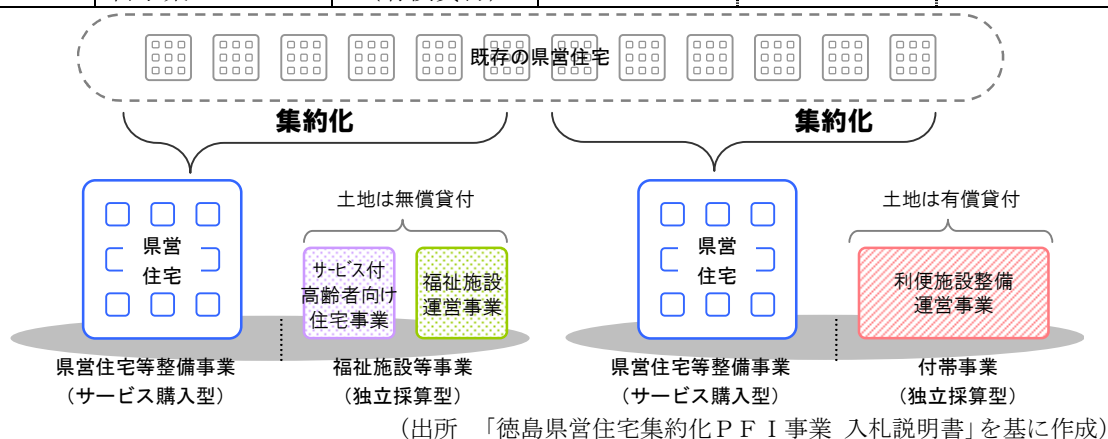 既存の県営住宅
集約化
集約化
土地は無償貸付
土地は有償貸付
県営
住宅
サービス付
高齢者向け
住宅事業
福祉施設
運営事業
県営
住宅
利便施設整備
運営事業
県営住宅等整備事業
（サービス購入型）
福祉施設等事業
（独立採算型）
県営住宅等整備事業
（サービス購入型）
付帯事業
（独立採算型）
（出所　「徳島県営住宅集約化ＰＦＩ事業 入札説明書」を基に作成）